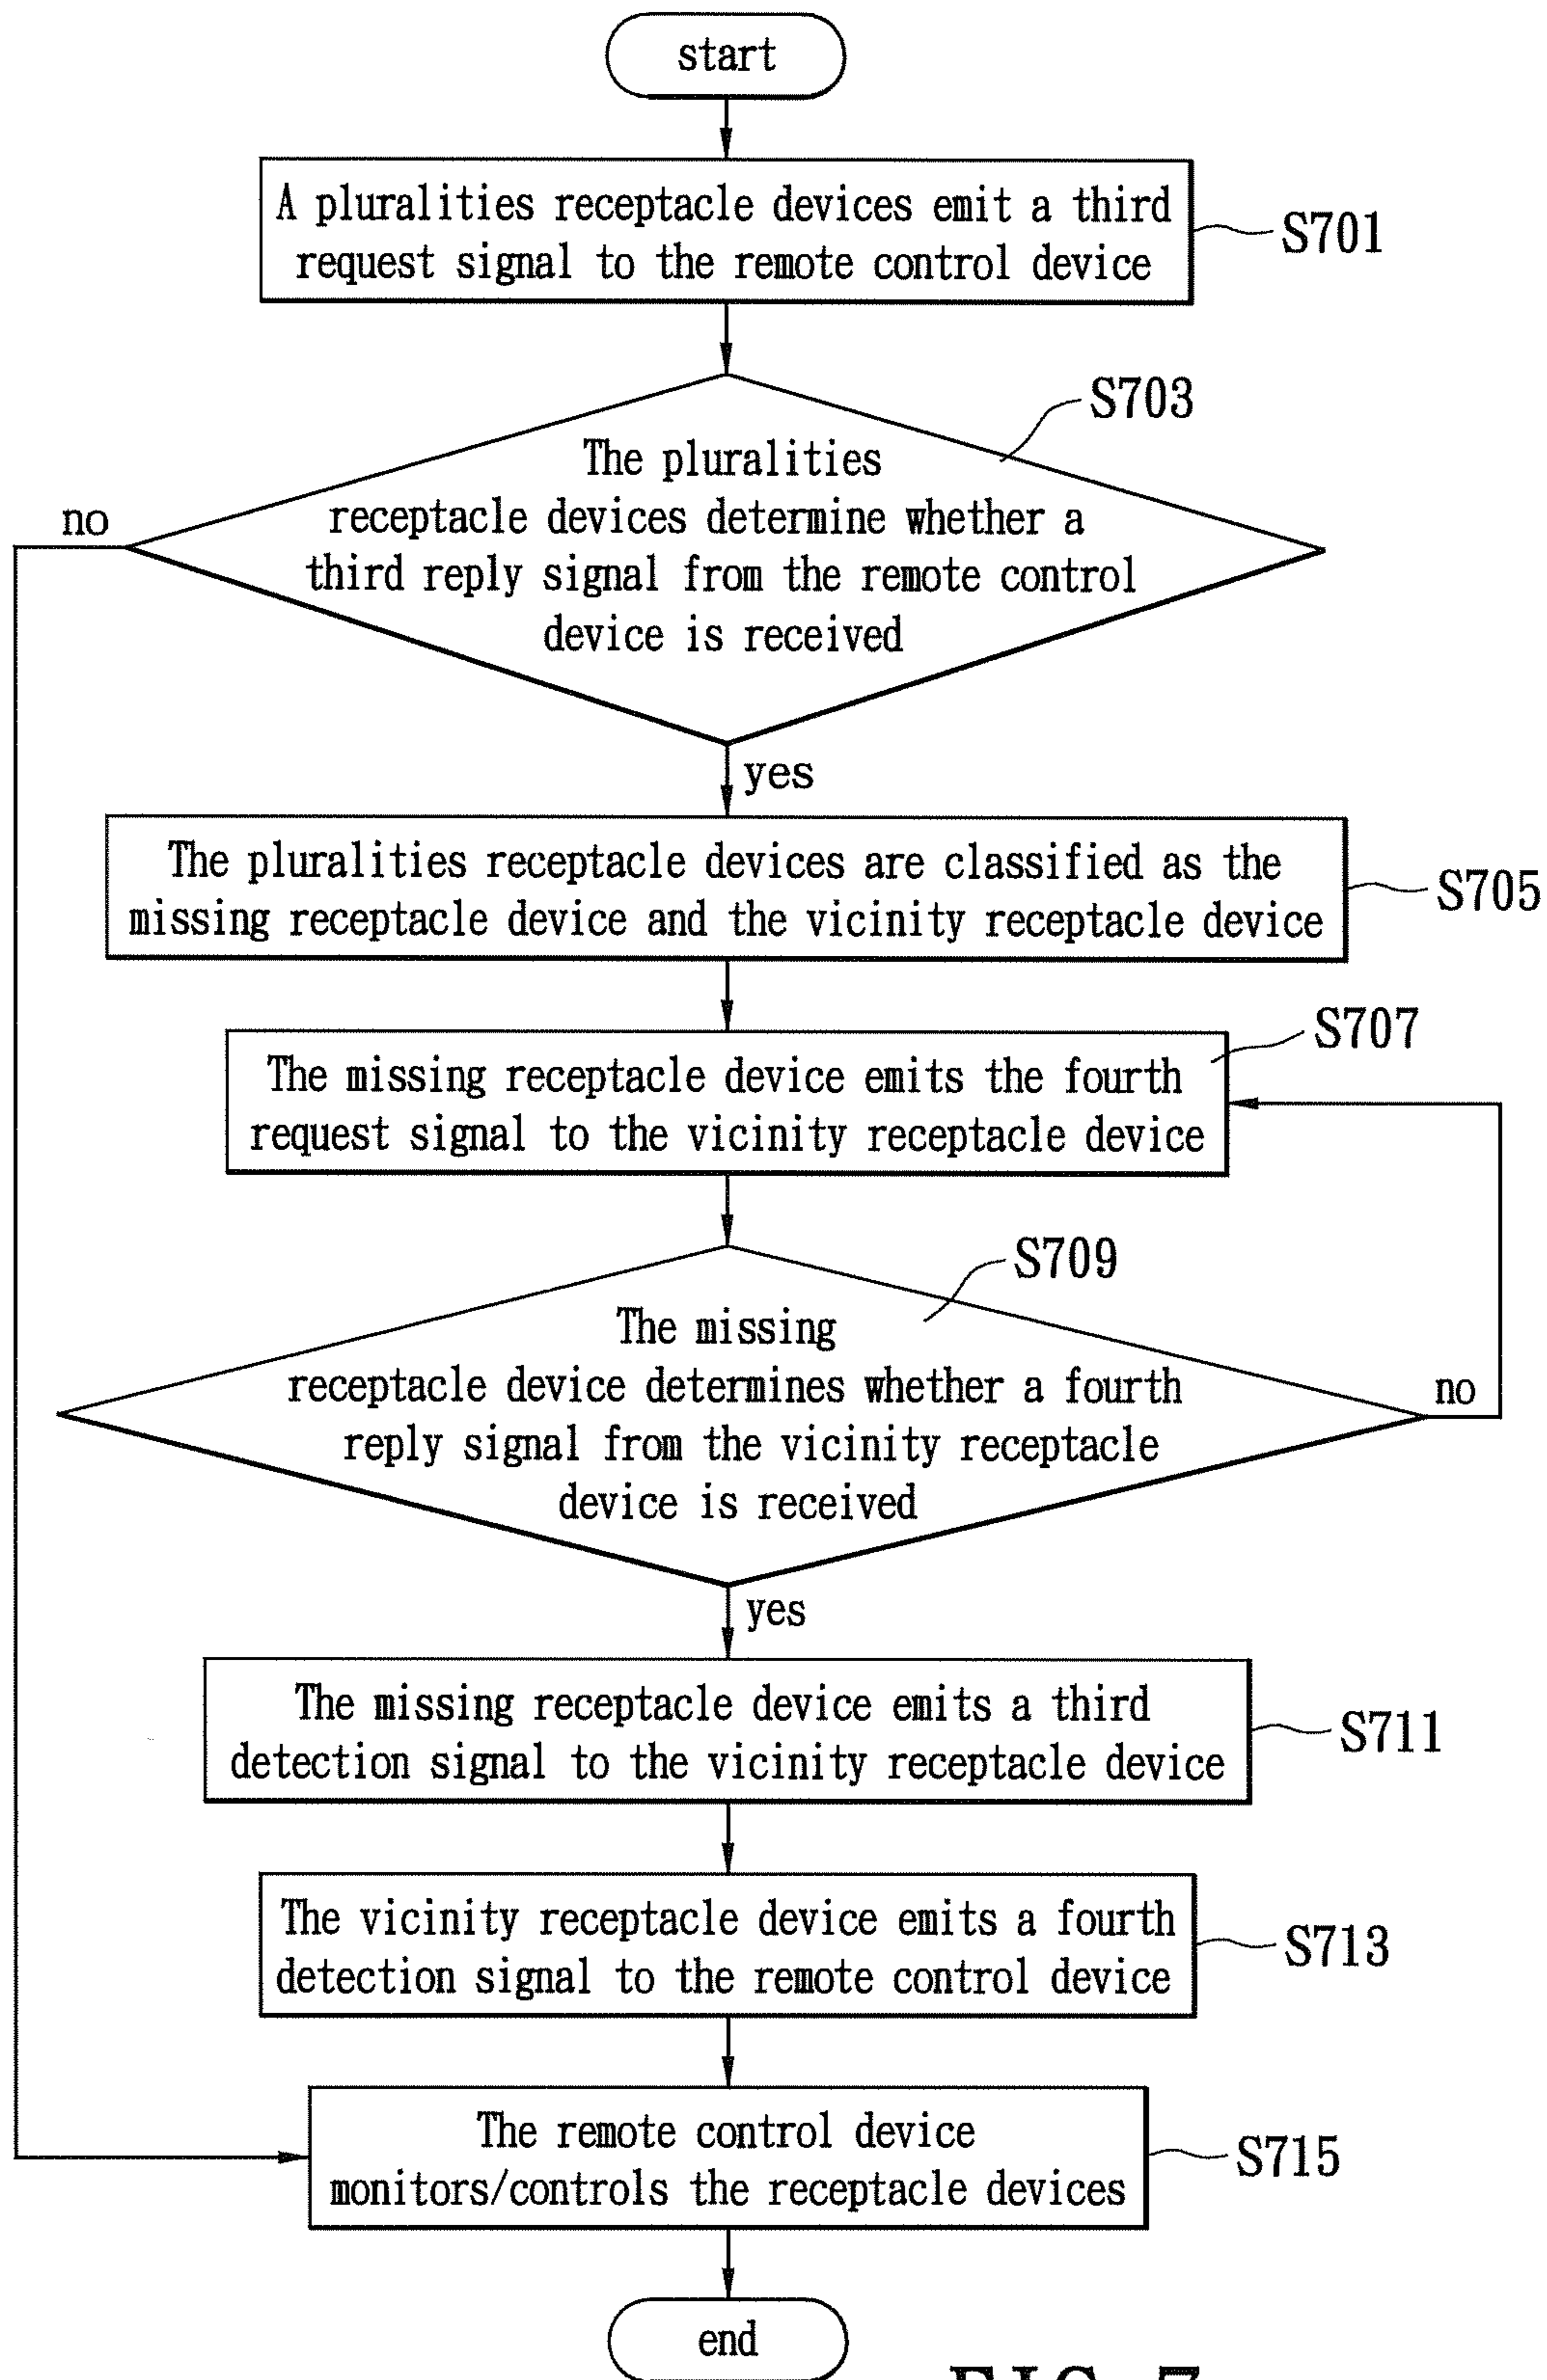 start
A pluralities receptacle devices emit a third
request signal to the remote control device
S701
S703
The pluralities
receptacle devices determine whether a
third reply signal from the remote control
device is received
no
yes
The pluralities receptacle devices are classified as the
missing receptacle device and the vicinity receptacle device
S705
S707
The missing receptacle device emits the fourth
request signal to the vicinity receptacle device
S709
The missing
receptacle device determines whether a fourth
reply signal from the vicinity receptacle
device is received
no
yes
The missing receptacle device emits a third
detection signal to the vicinity receptacle device
S711
The vicinity receptacle device emits a fourth
detection signal to the remote control device
S713
The remote control device
monitors/controls the receptacle devices
S715
end